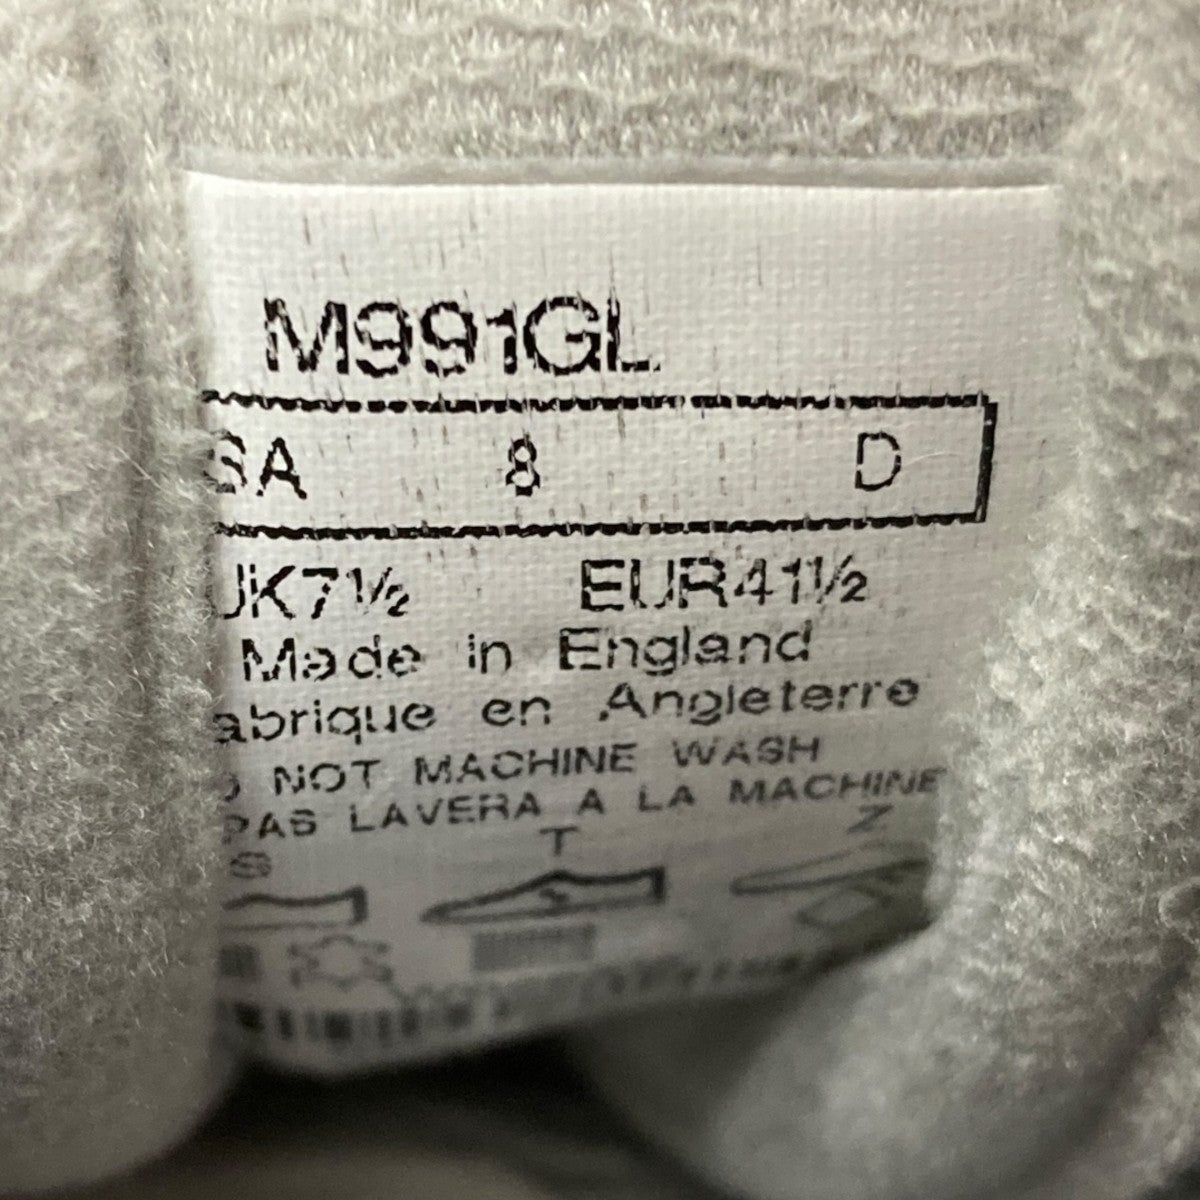 M991GL
SA 8 D
UK7½ EUR41½
Made in England
abrique en Angleterre
NOT MACHINE WASH
PAS LAVERA A LA MACHINE
S T Z